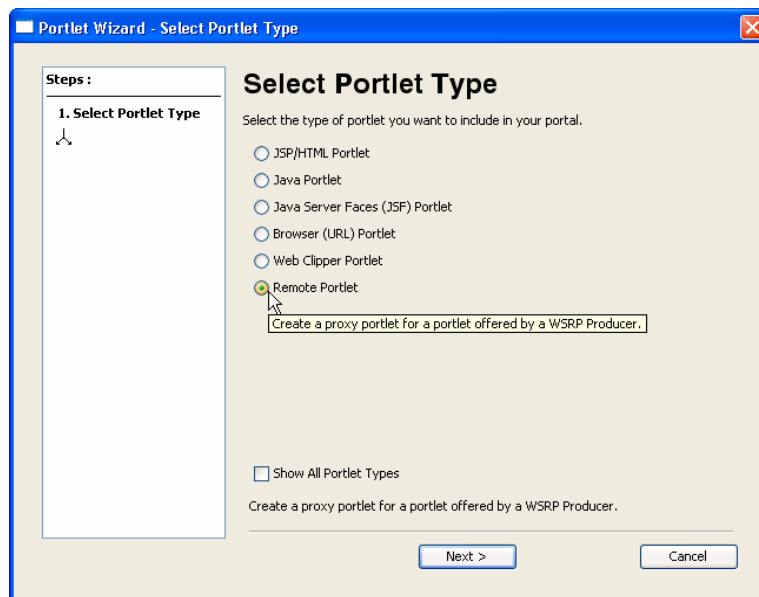 Portlet Wizard - Select Portlet Type
Steps :
1. Select Portlet Type
Select Portlet Type
Select the type of portlet you want to include in your portal.
JSP/HTML Portlet
Java Portlet
Java Server Faces (JSF) Portlet
Browser (URL) Portlet
Web Clipper Portlet
Remote Portlet
Create a proxy portlet for a portlet offered by a WSRP Producer.
Show All Portlet Types
Create a proxy portlet for a portlet offered by a WSRP Producer.
Next >
Cancel